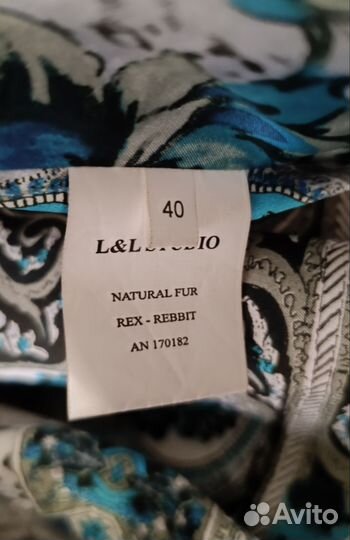 40
L&L STUDIO
NATURAL FUR
REX - REBBIT
AN 170182
Avito